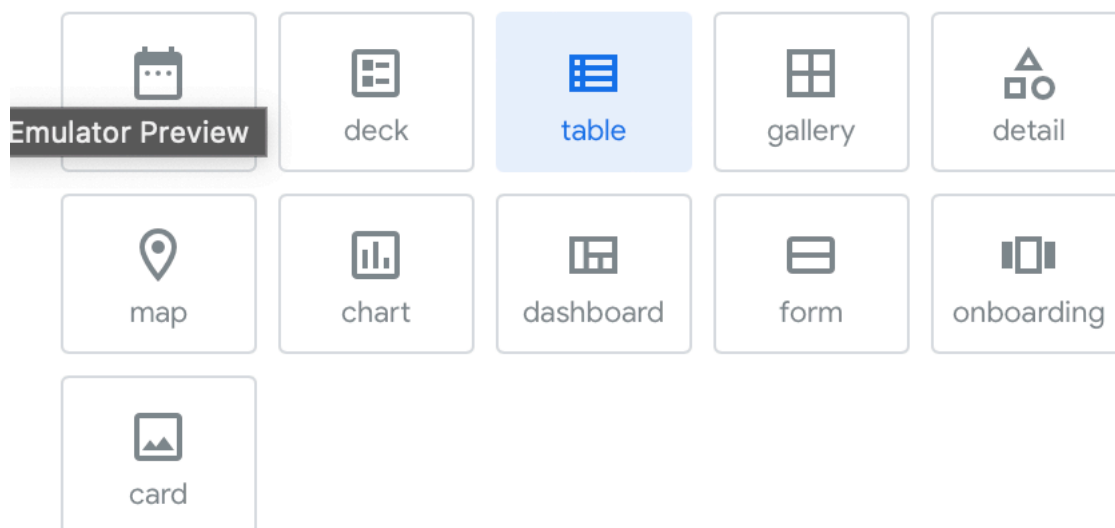 Emulator Preview
deck
table
gallery
detail
map
chart
dashboard
form
onboarding
card